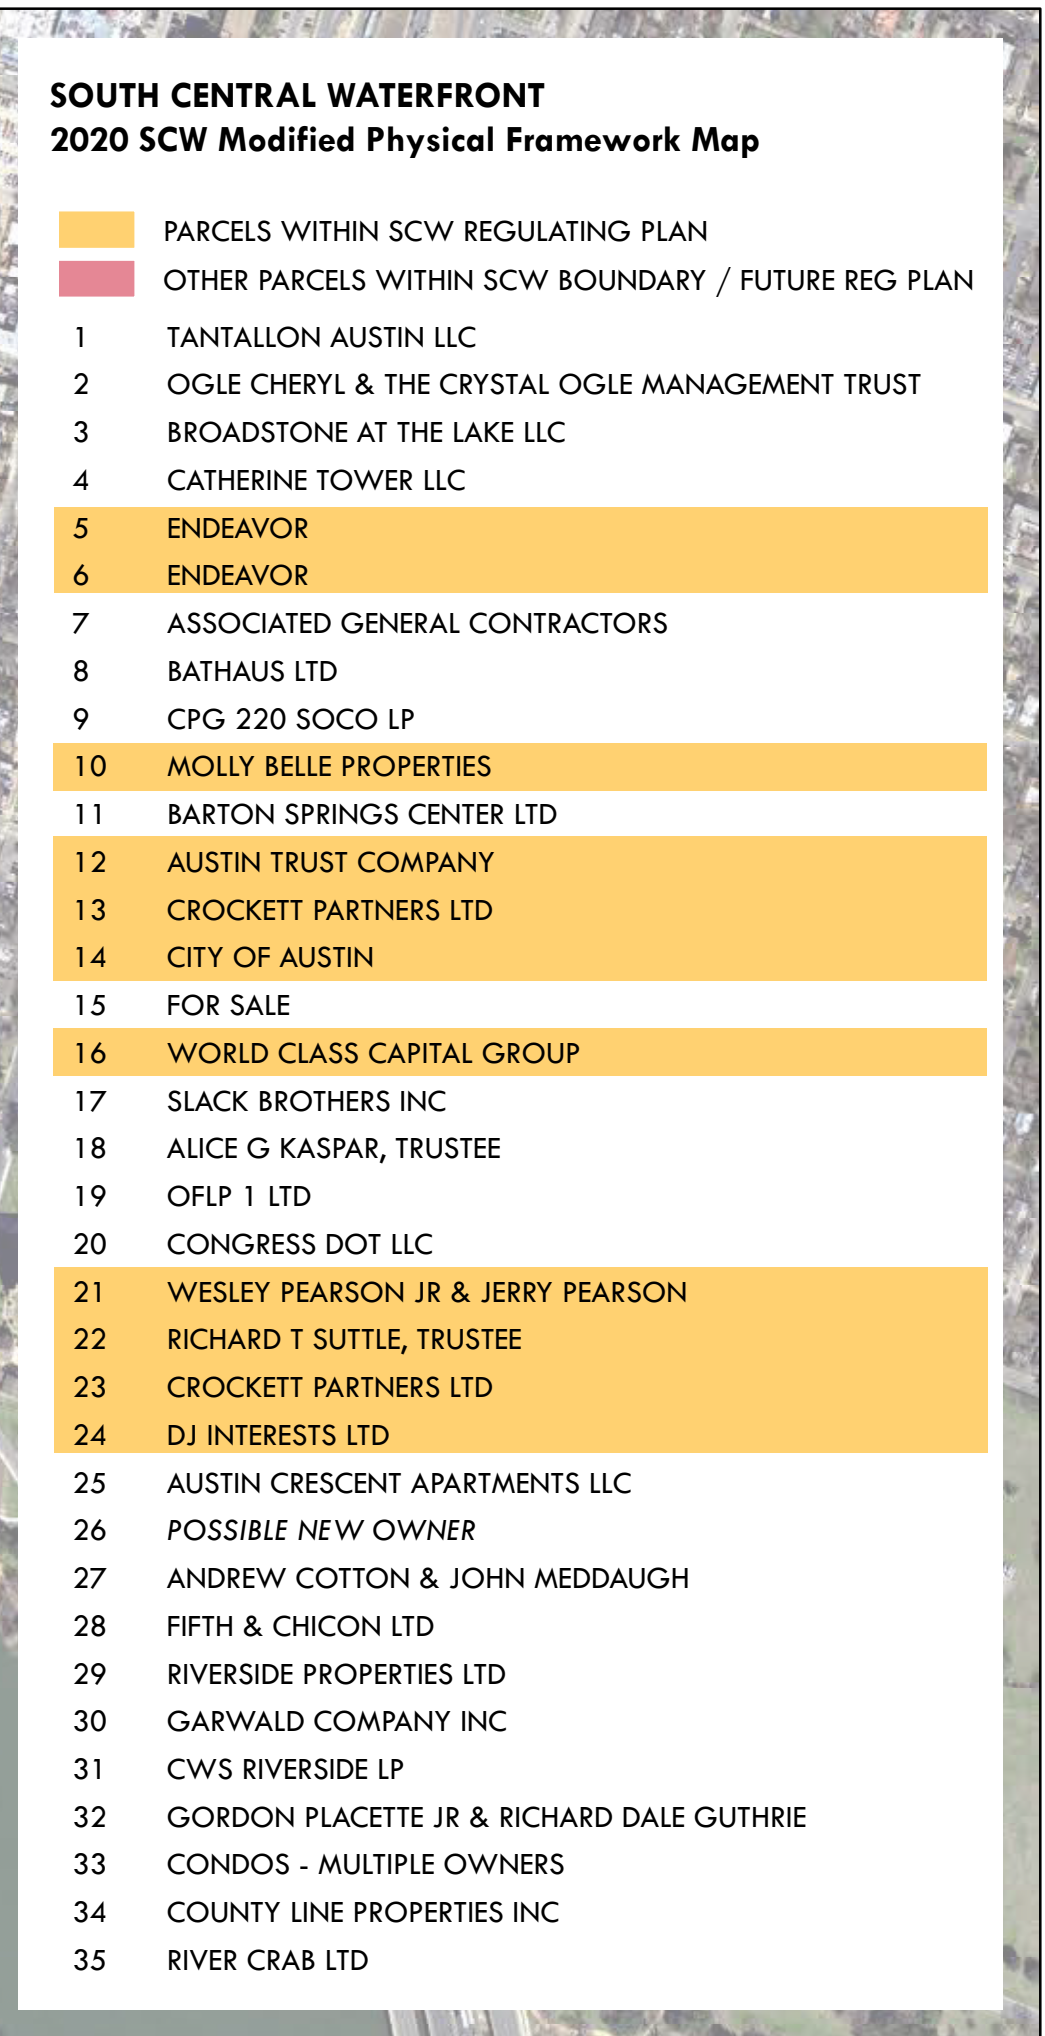 SOUTH CENTRAL WATERFRONT
2020 SCW Modified Physical Framework Map
PARCELS WITHIN SCW REGULATING PLAN
OTHER PARCELS WITHIN SCW BOUNDARY / FUTURE REG PLAN
1 TANTALLON AUSTIN LLC
2 OGLE CHERYL & THE CRYSTAL OGLE MANAGEMENT TRUST
3 BROADSTONE AT THE LAKE LLC
4 CATHERINE TOWER LLC
5 ENDEAVOR
6 ENDEAVOR
7 ASSOCIATED GENERAL CONTRACTORS
8 BATHAUS LTD
9 CPG 220 SOCO LP
10 MOLLY BELLE PROPERTIES
11 BARTON SPRINGS CENTER LTD
12 AUSTIN TRUST COMPANY
13 CROCKETT PARTNERS LTD
14 CITY OF AUSTIN
15 FOR SALE
16 WORLD CLASS CAPITAL GROUP
17 SLACK BROTHERS INC
18 ALICE G KASPAR, TRUSTEE
19 OFLP 1 LTD
20 CONGRESS DOT LLC
21 WESLEY PEARSON JR & JERRY PEARSON
22 RICHARD T SUTTLE, TRUSTEE
23 CROCKETT PARTNERS LTD
24 DJ INTERESTS LTD
25 AUSTIN CRESCENT APARTMENTS LLC
26 POSSIBLE NEW OWNER
27 ANDREW COTTON & JOHN MEDDAUGH
28 FIFTH & CHICON LTD
29 RIVERSIDE PROPERTIES LTD
30 GARWALD COMPANY INC
31 CWS RIVERSIDE LP
32 GORDON PLACETTE JR & RICHARD DALE GUTHRIE
33 CONDOS - MULTIPLE OWNERS
34 COUNTY LINE PROPERTIES INC
35 RIVER CRAB LTD